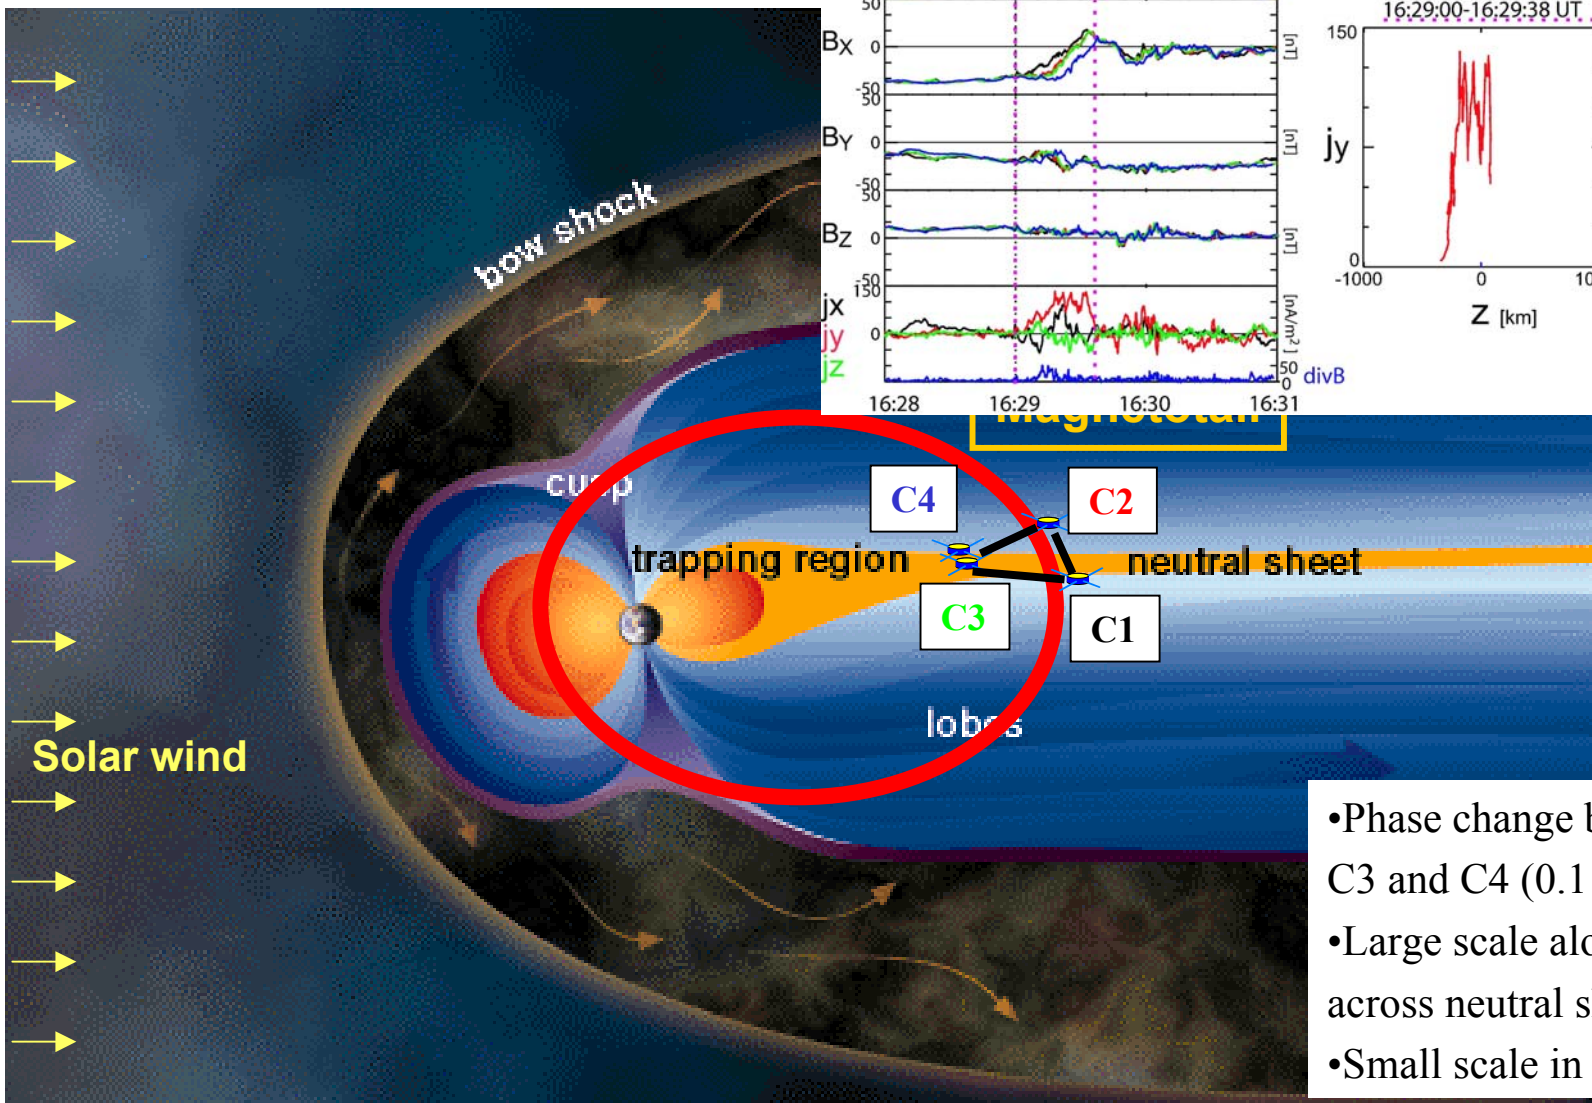 50
BX
0
[nT]
-50
50
BY
0
[nT]
-50
50
BZ
0
[nT]
-50
150
jx
jy
0
[nA/m²]
jz
50
0
divB
16:28
16:29
16:30
16:31
16:29:00-16:29:38 UT
150
jy
0
-1000
0
10
Z [km]
Magnetotail
bow shock
cusp
C4
C2
trapping region
neutral sheet
C3
C1
lobes
Solar wind
•Phase change
C3 and C4 (0.1
•Large scale
across neutral
•Small scale in